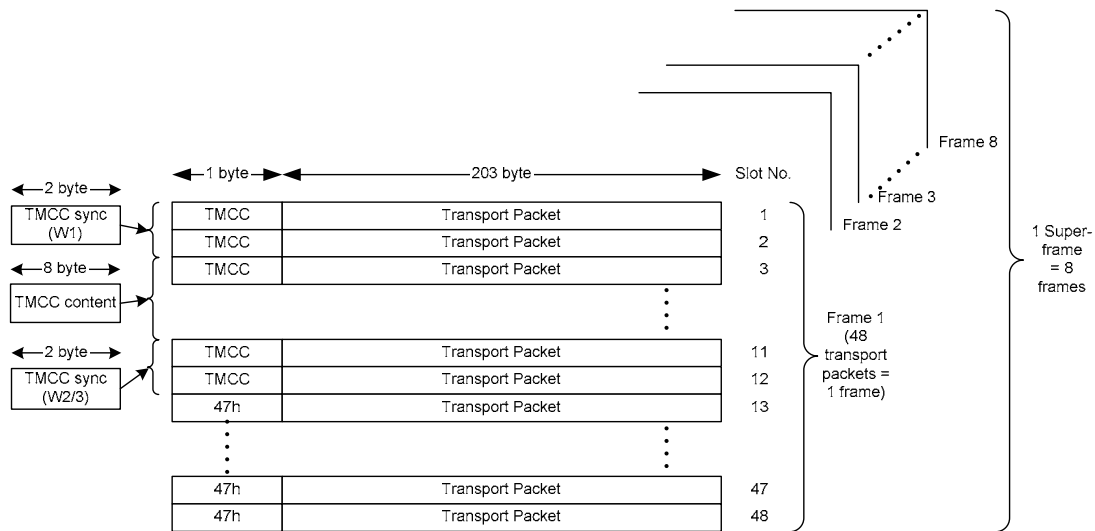 Frame 8
Frame 3
Frame 2
1 Super-
frame
= 8
frames
1 byte
203 byte
Slot No.
2 byte
TMCC sync
(W1)
8 byte
TMCC content
2 byte
TMCC sync
(W2/3)
TMCC Transport Packet 1
TMCC Transport Packet 2
TMCC Transport Packet 3
TMCC Transport Packet 11
TMCC Transport Packet 12
47h Transport Packet 13
47h Transport Packet 47
47h Transport Packet 48
Frame 1
(48
transport
packets =
1 frame)